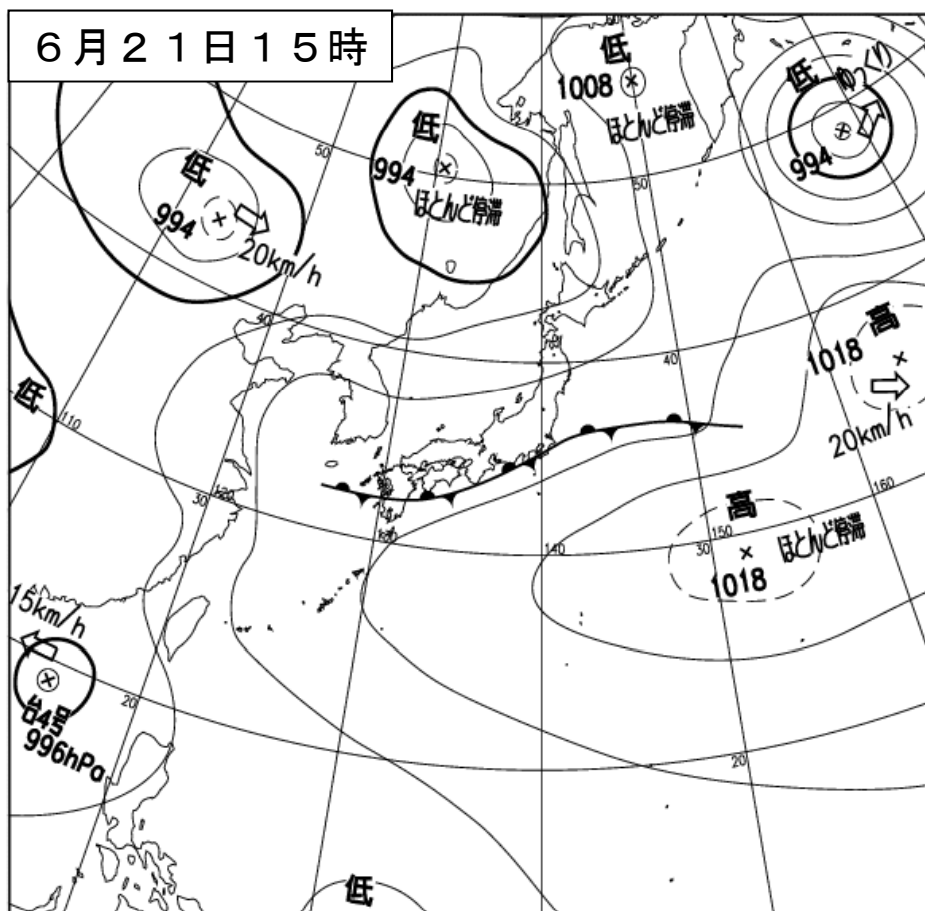 6月21日15時
低
1008
ほとんど停滞
低
ゆっくり
994
低
994
ほとんど停滞
低
994
20km/h
50
50
40
40
高
1018
20km/h
低
110
30
120
130
140
30
150
160
高
1018
ほとんど停滞
15km/h
台4号
996hPa
20
20
低